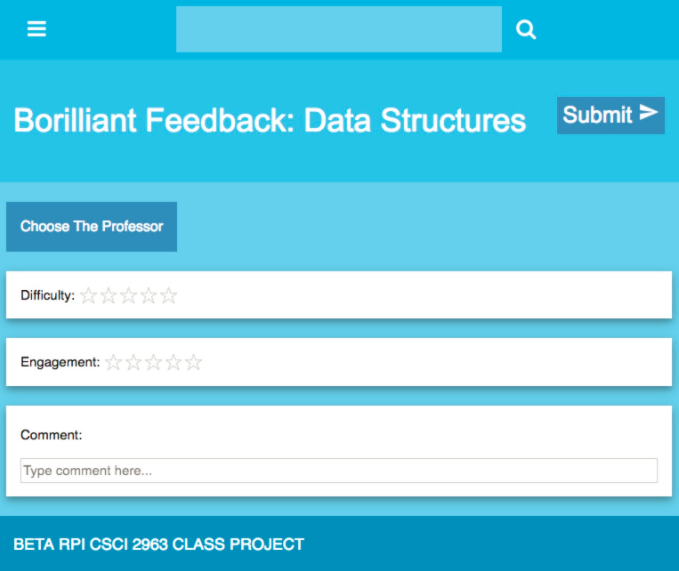 Borilliant Feedback: Data Structures
Submit
Choose The Professor
Difficulty:
Engagement:
Comment:
Type comment here...
BETA RPI CSCI 2963 CLASS PROJECT